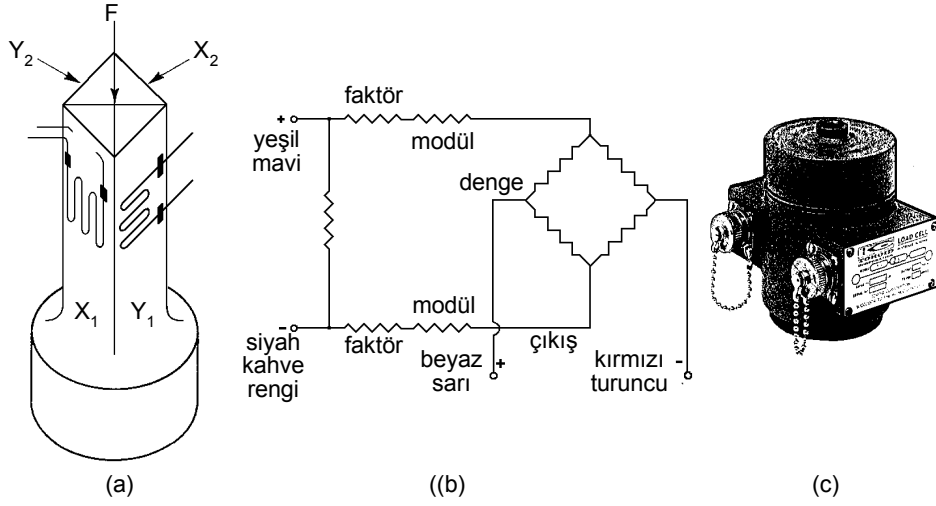 F
Y2
X2
X1
Y1
(a)
faktör
modül
+
yeşil
mavi
denge
-
siyah
kahve
rengi
faktör
modül
beyaz
sarı
+
çıkış
kırmızı
turuncu
-
((b)
LOAD CELL
(c)